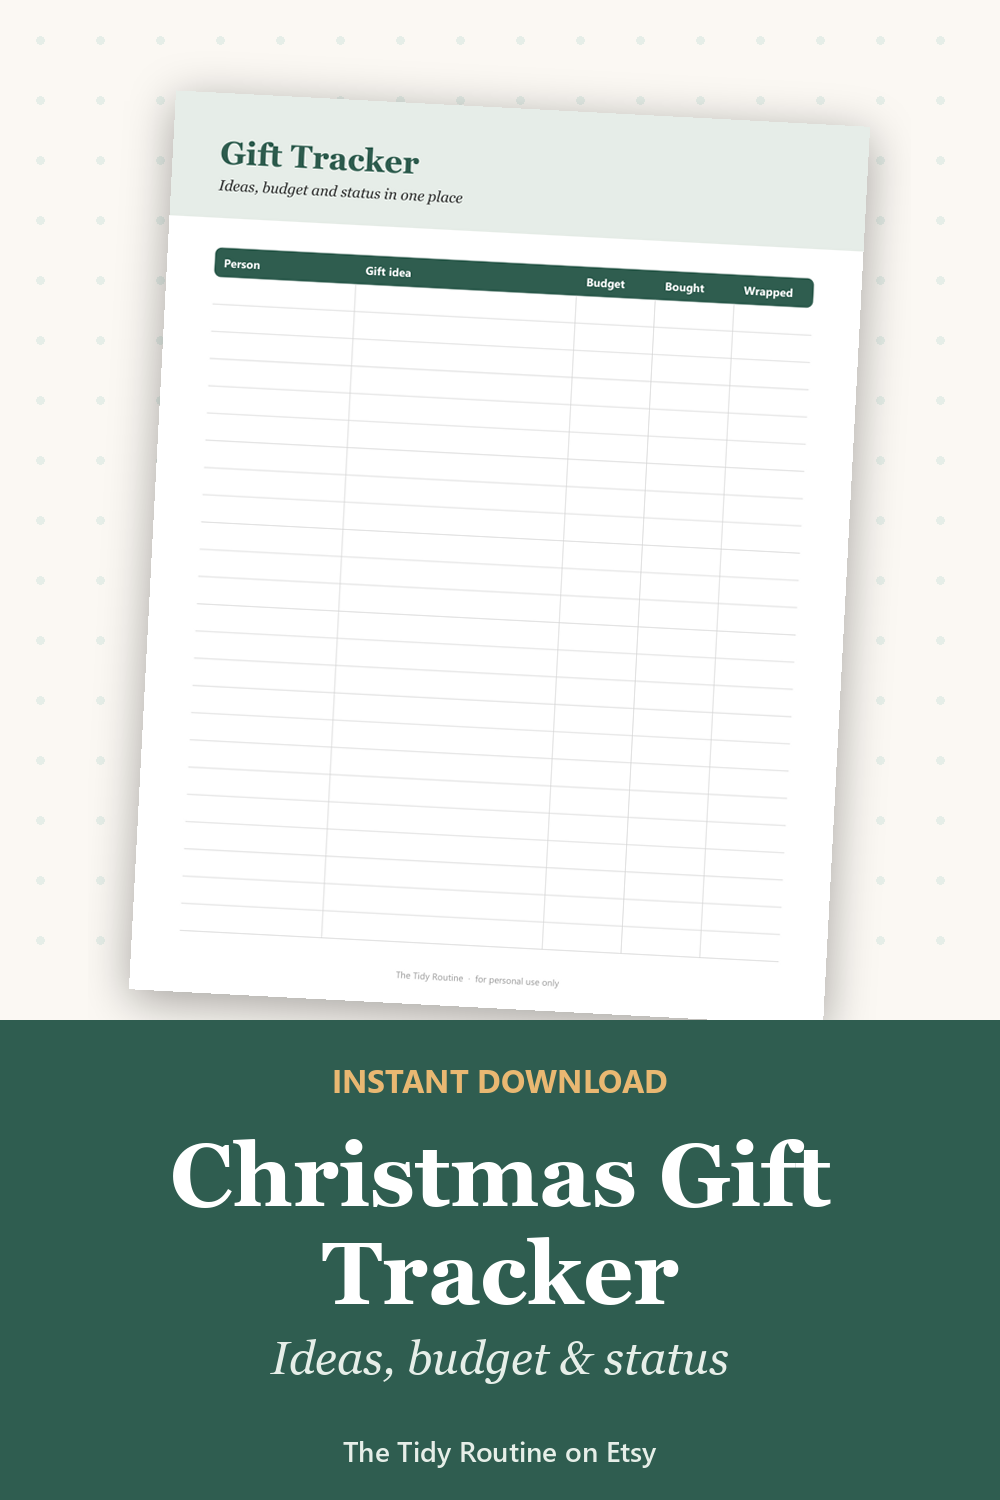 Gift Tracker
Ideas, budget and status in one place
Person Gift idea Budget Bought Wrapped
The Tidy Routine · for personal use only
INSTANT DOWNLOAD
Christmas Gift
Tracker
Ideas, budget & status
The Tidy Routine on Etsy